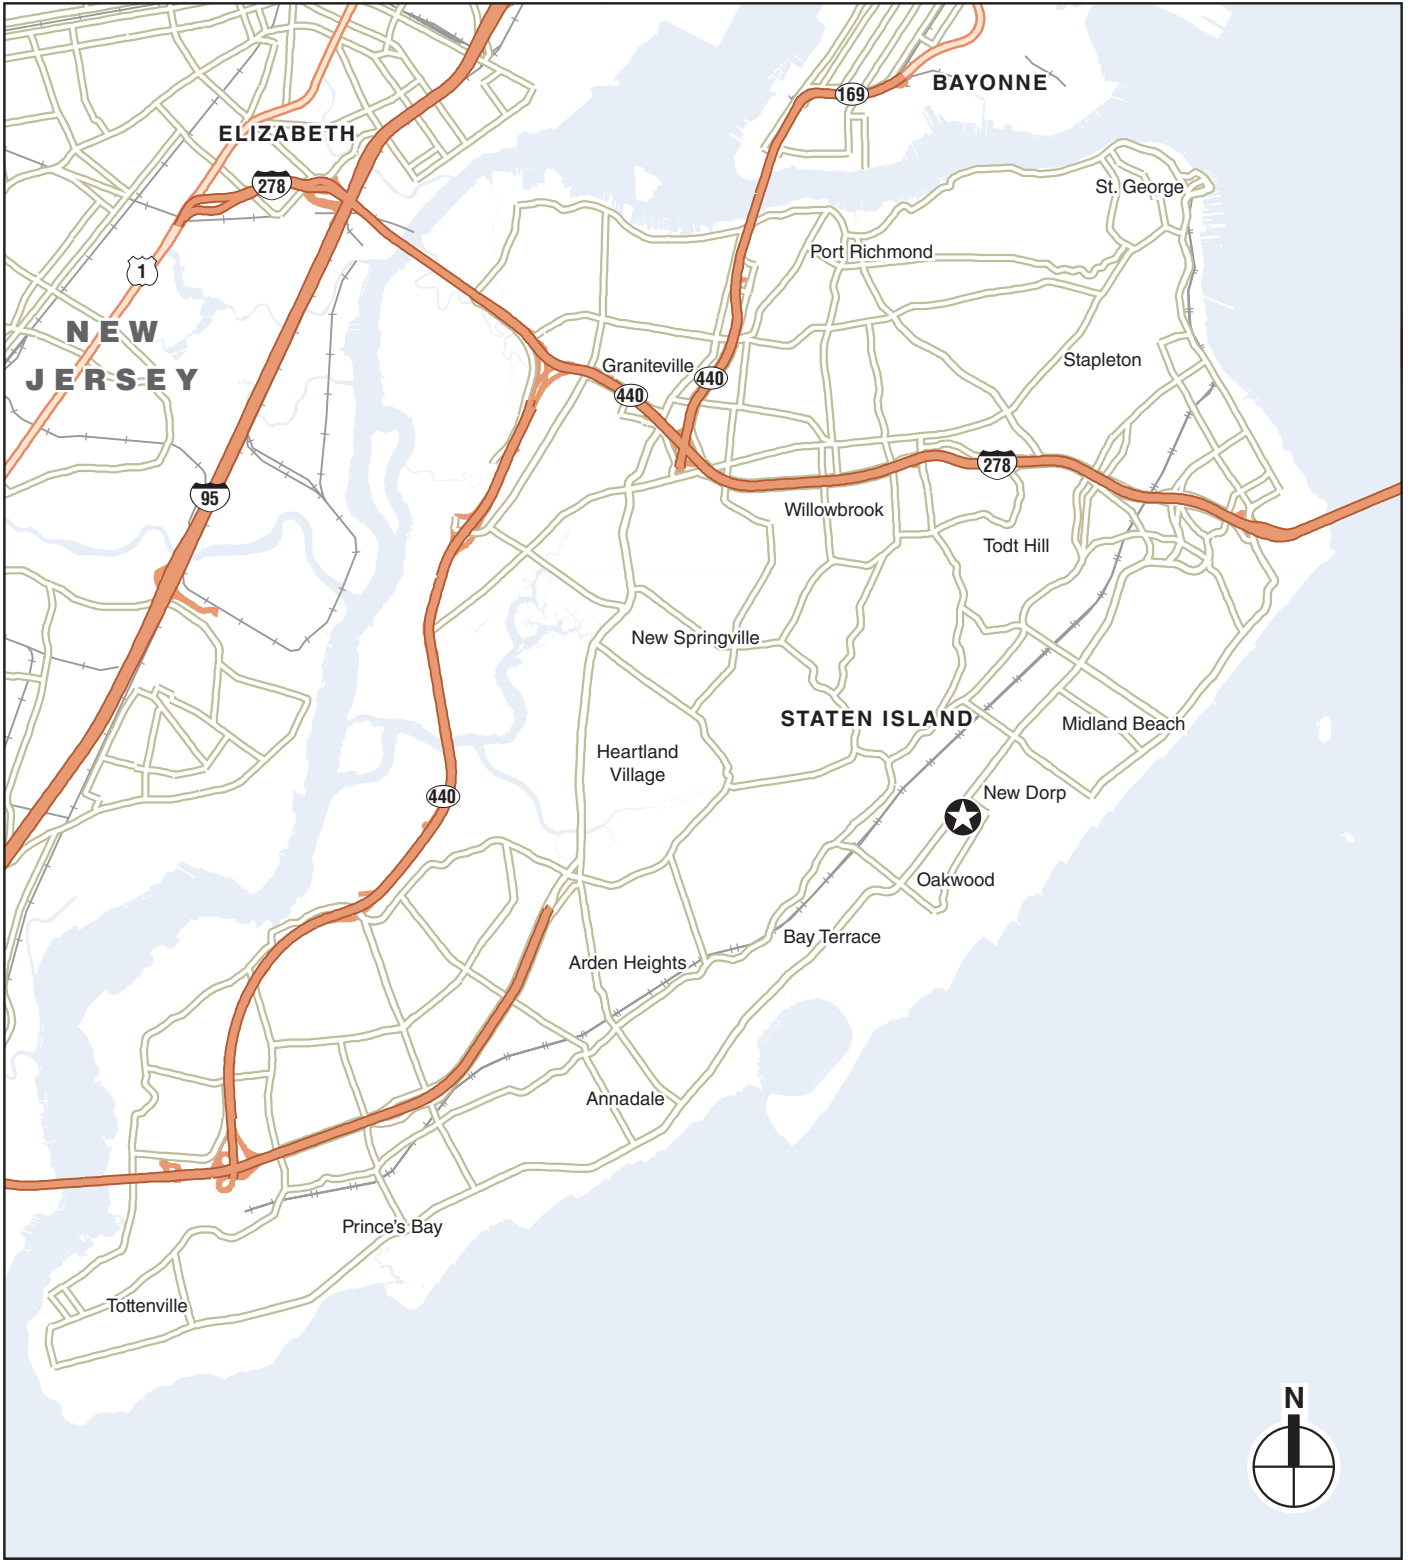 BAYONNE
169
ELIZABETH
278
St. George
Port Richmond
1
NEW
JERSEY
Stapleton
Graniteville
440
440
278
95
Willowbrook
Todt Hill
New Springville
STATEN ISLAND
Midland Beach
Heartland
Village
New Dorp
440
Oakwood
Bay Terrace
Arden Heights
Annadale
Prince's Bay
Tottenville
N